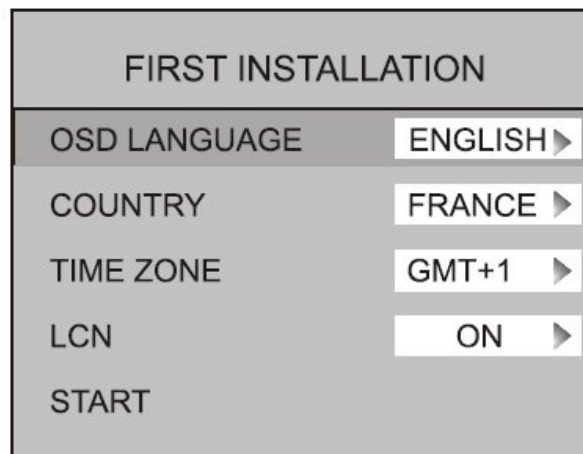 FIRST INSTALLATION
OSD LANGUAGE ENGLISH
COUNTRY FRANCE
TIME ZONE GMT+1
LCN ON
START